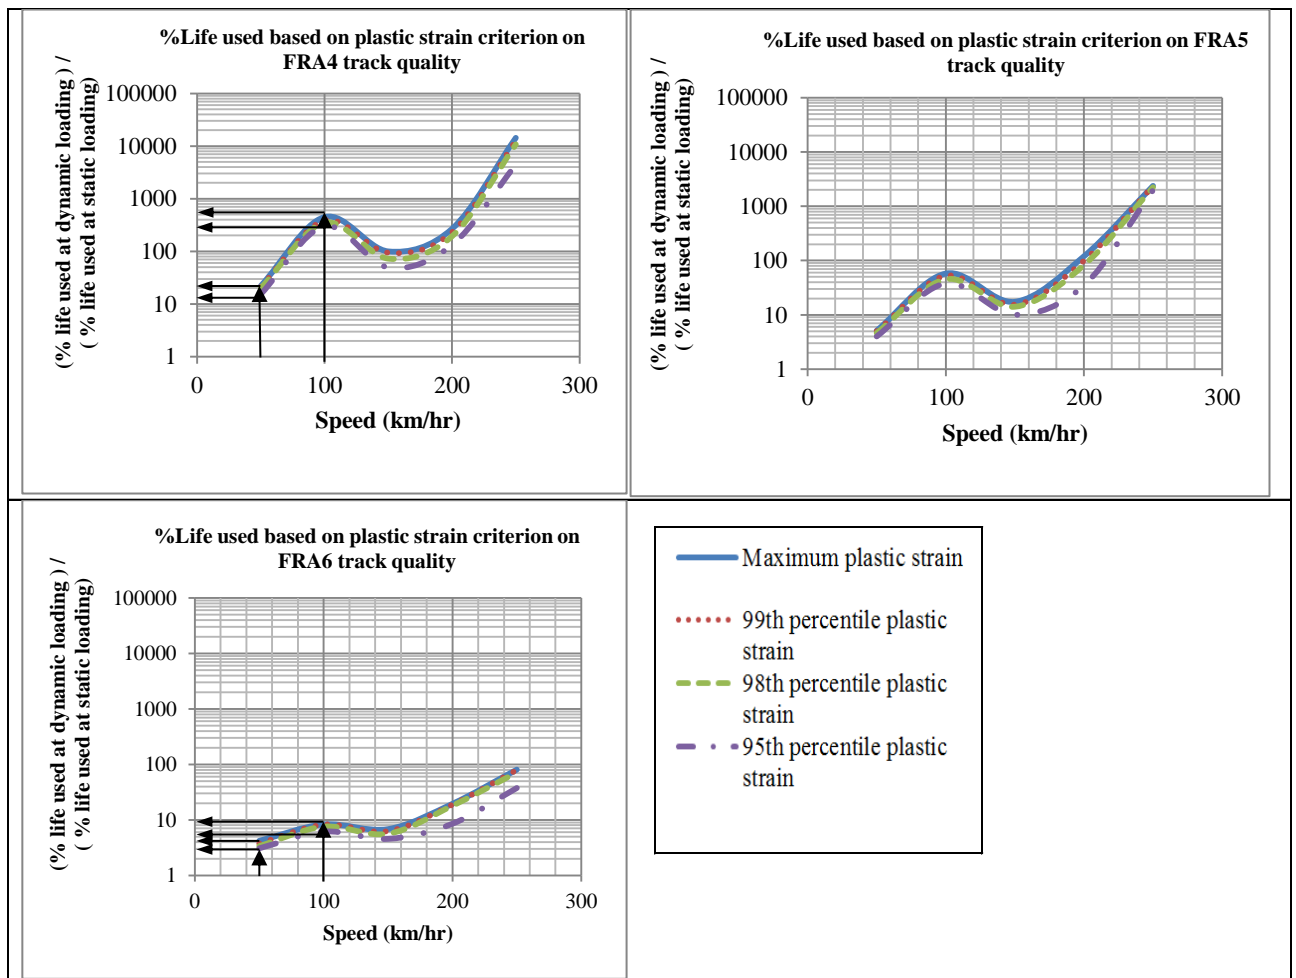 %Life used based on plastic strain criterion on
FRA4 track quality
(% life used at dynamic loading ) /
( % life used at static loading)
100000
10000
1000
100
10
1
0
100
200
300
Speed (km/hr)
%Life used based on plastic strain criterion on FRA5
track quality
(% life used at dynamic loading ) /
( % life used at static loading)
100000
10000
1000
100
10
1
0
100
200
300
Speed (km/hr)
%Life used based on plastic strain criterion on
FRA6 track quality
(% life used at dynamic loading ) /
( % life used at static loading)
100000
10000
1000
100
10
1
0
100
200
300
Speed (km/hr)
Maximum plastic strain
99th percentile plastic
strain
98th percentile plastic
strain
95th percentile plastic
strain